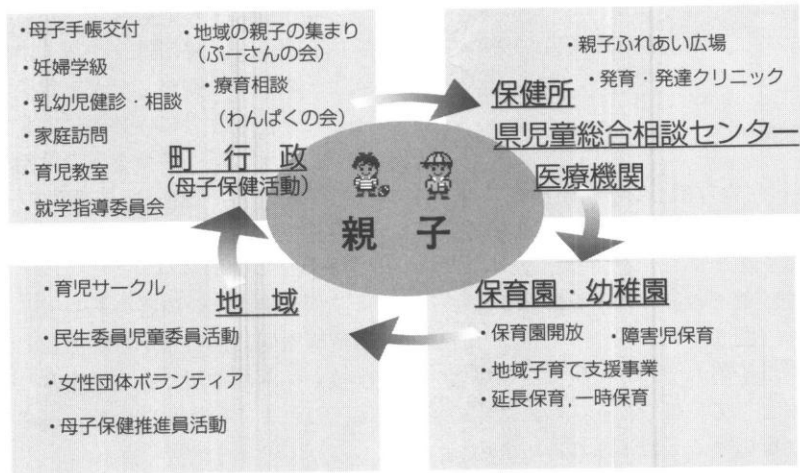 ・母子手帳交付
・妊婦学級
・乳幼児健診・相談
・家庭訪問
・育児教室
・就学指導委員会
・地域の親子の集まり
(ぷーさんの会)
・療育相談
(わんぱくの会)
町 行 政
(母子保健活動)
・親子ふれあい広場
・発育・発達クリニック
保健所
県児童総合相談センター
医療機関
親 子
・育児サークル
地 域
・民生委員児童委員活動
・女性団体ボランティア
・母子保健推進員活動
保育園・幼稚園
・保育園開放 ・障害児保育
・地域子育て支援事業
・延長保育,一時保育